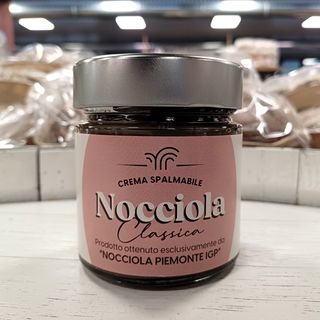 CREMA SPALMABILE
Nocciola
Classica
Prodotto ottenuto esclusivamente da
"NOCCIOLA PIEMONTE IGP"